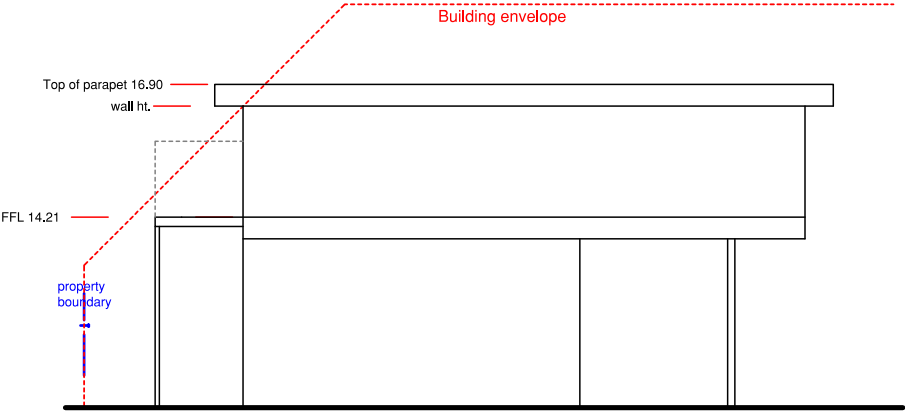 Building envelope
Top of parapet 16.90
wall ht.
FFL 14.21
property
boundary